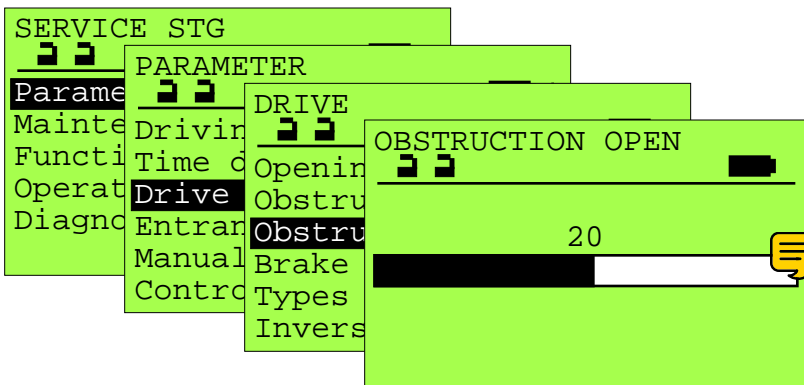 SERVICE STG
Parame
Mainte
Functi
Operat
Diagno
PARAMETER
Drivin
Time d
Drive
Entran
Manual
Contro
DRIVE
Openin
Obstru
Obstru
Brake
Types
Invers
OBSTRUCTION OPEN
20